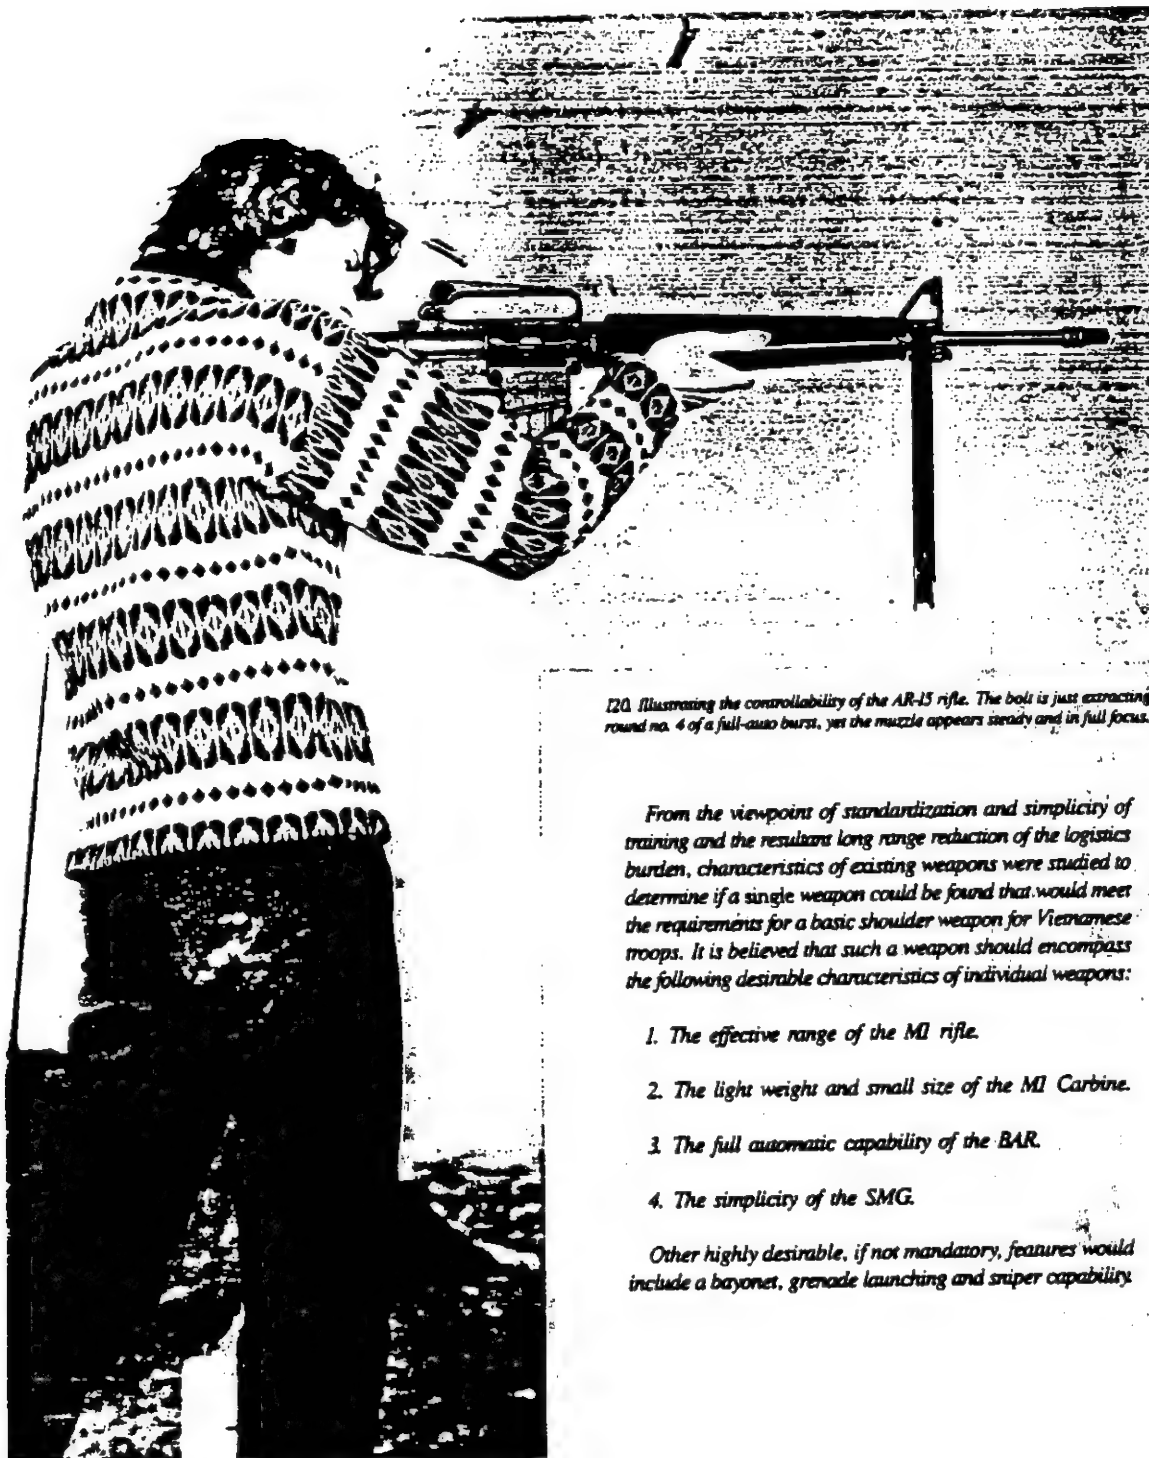 120. Illustrating the controllability of the AR-15 rifle. The bolt is just extracting
round no. 4 of a full-auto burst, yet the muzzle appears steady and in full focus.
From the viewpoint of standardization and simplicity of
training and the resultant long range reduction of the logistics
burden, characteristics of existing weapons were studied to
determine if a single weapon could be found that would meet
the requirements for a basic shoulder weapon for Vietnamese
troops. It is believed that such a weapon should encompass
the following desirable characteristics of individual weapons:
1. The effective range of the M1 rifle.
2. The light weight and small size of the M1 Carbine.
3. The full automatic capability of the BAR.
4. The simplicity of the SMG.
Other highly desirable, if not mandatory, features would
include a bayonet, grenade launching and sniper capability.